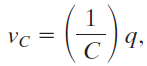 v_C = (1/C) q,